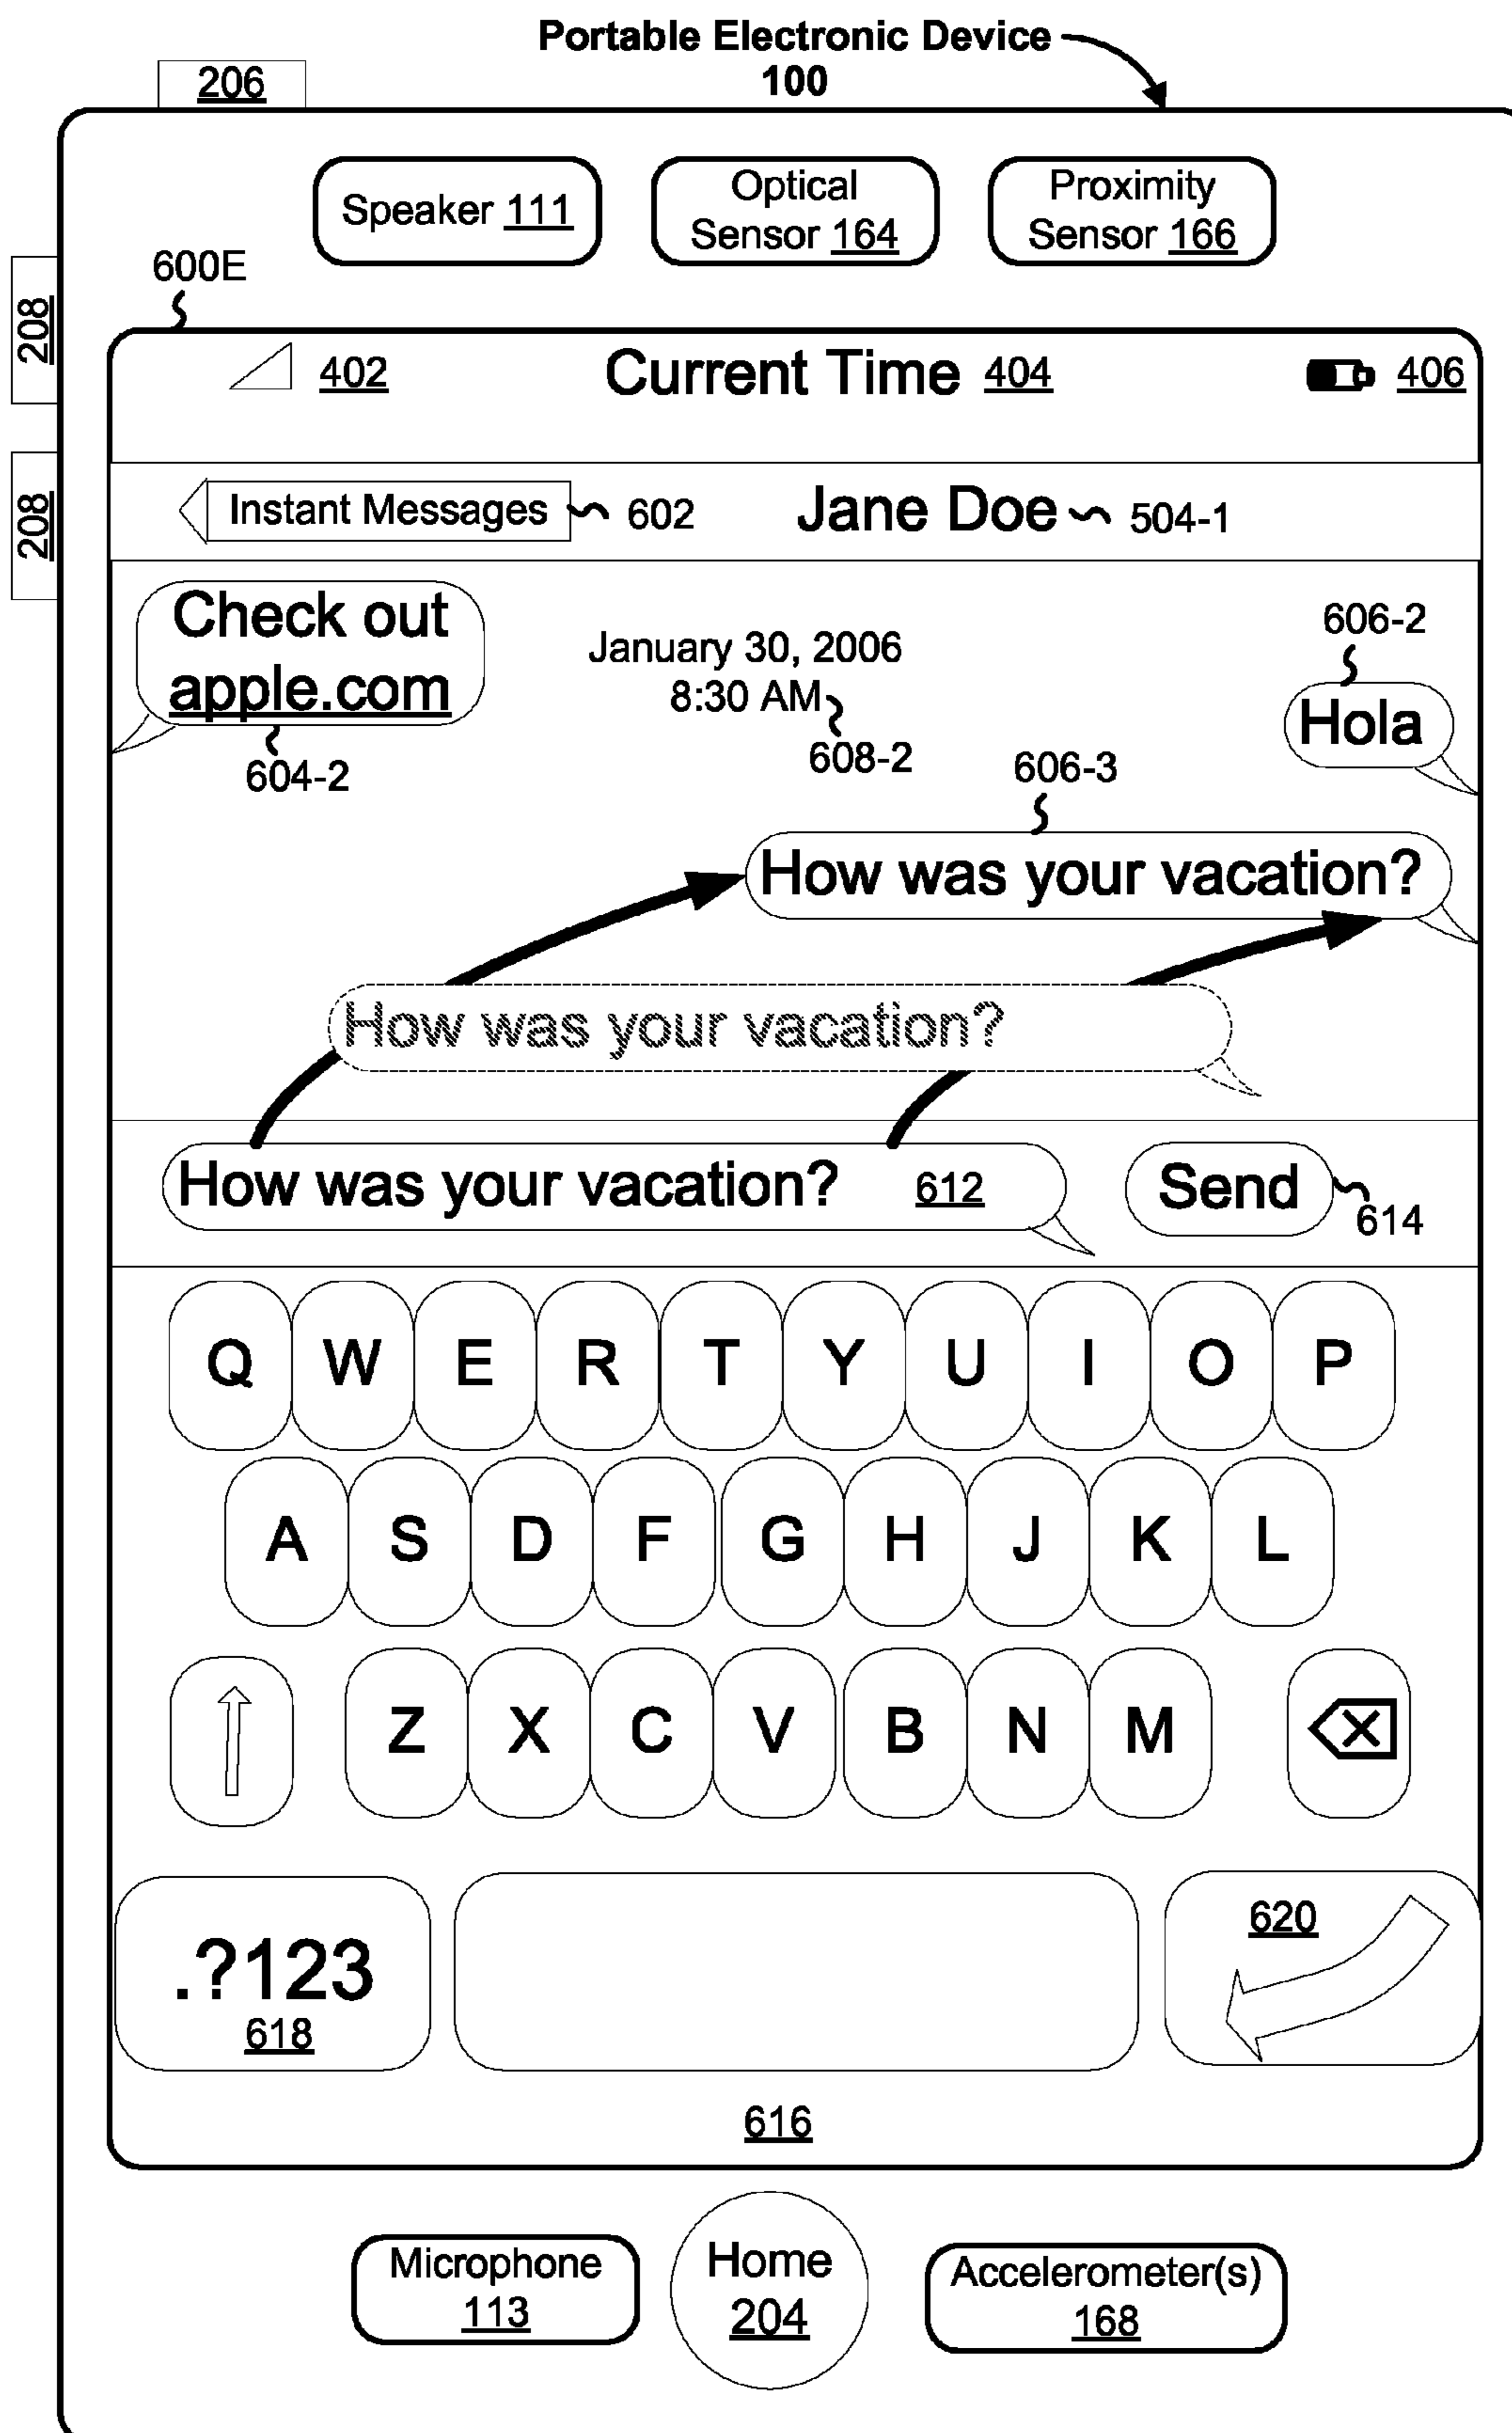 Portable Electronic Device
100
206
Speaker 111
Optical
Sensor 164
Proximity
Sensor 166
600E
208
208
402
Current Time 404
406
Instant Messages
602
Jane Doe
504-1
Check out
apple.com
604-2
January 30, 2006
8:30 AM
608-2
606-2
Hola
606-3
How was your vacation?
How was your vacation?
How was your vacation? 612
Send
614
Q W E R T Y U I O P
A S D F G H J K L
Z X C V B N M
.?123
618
620
616
Microphone
113
Home
204
Accelerometer(s)
168